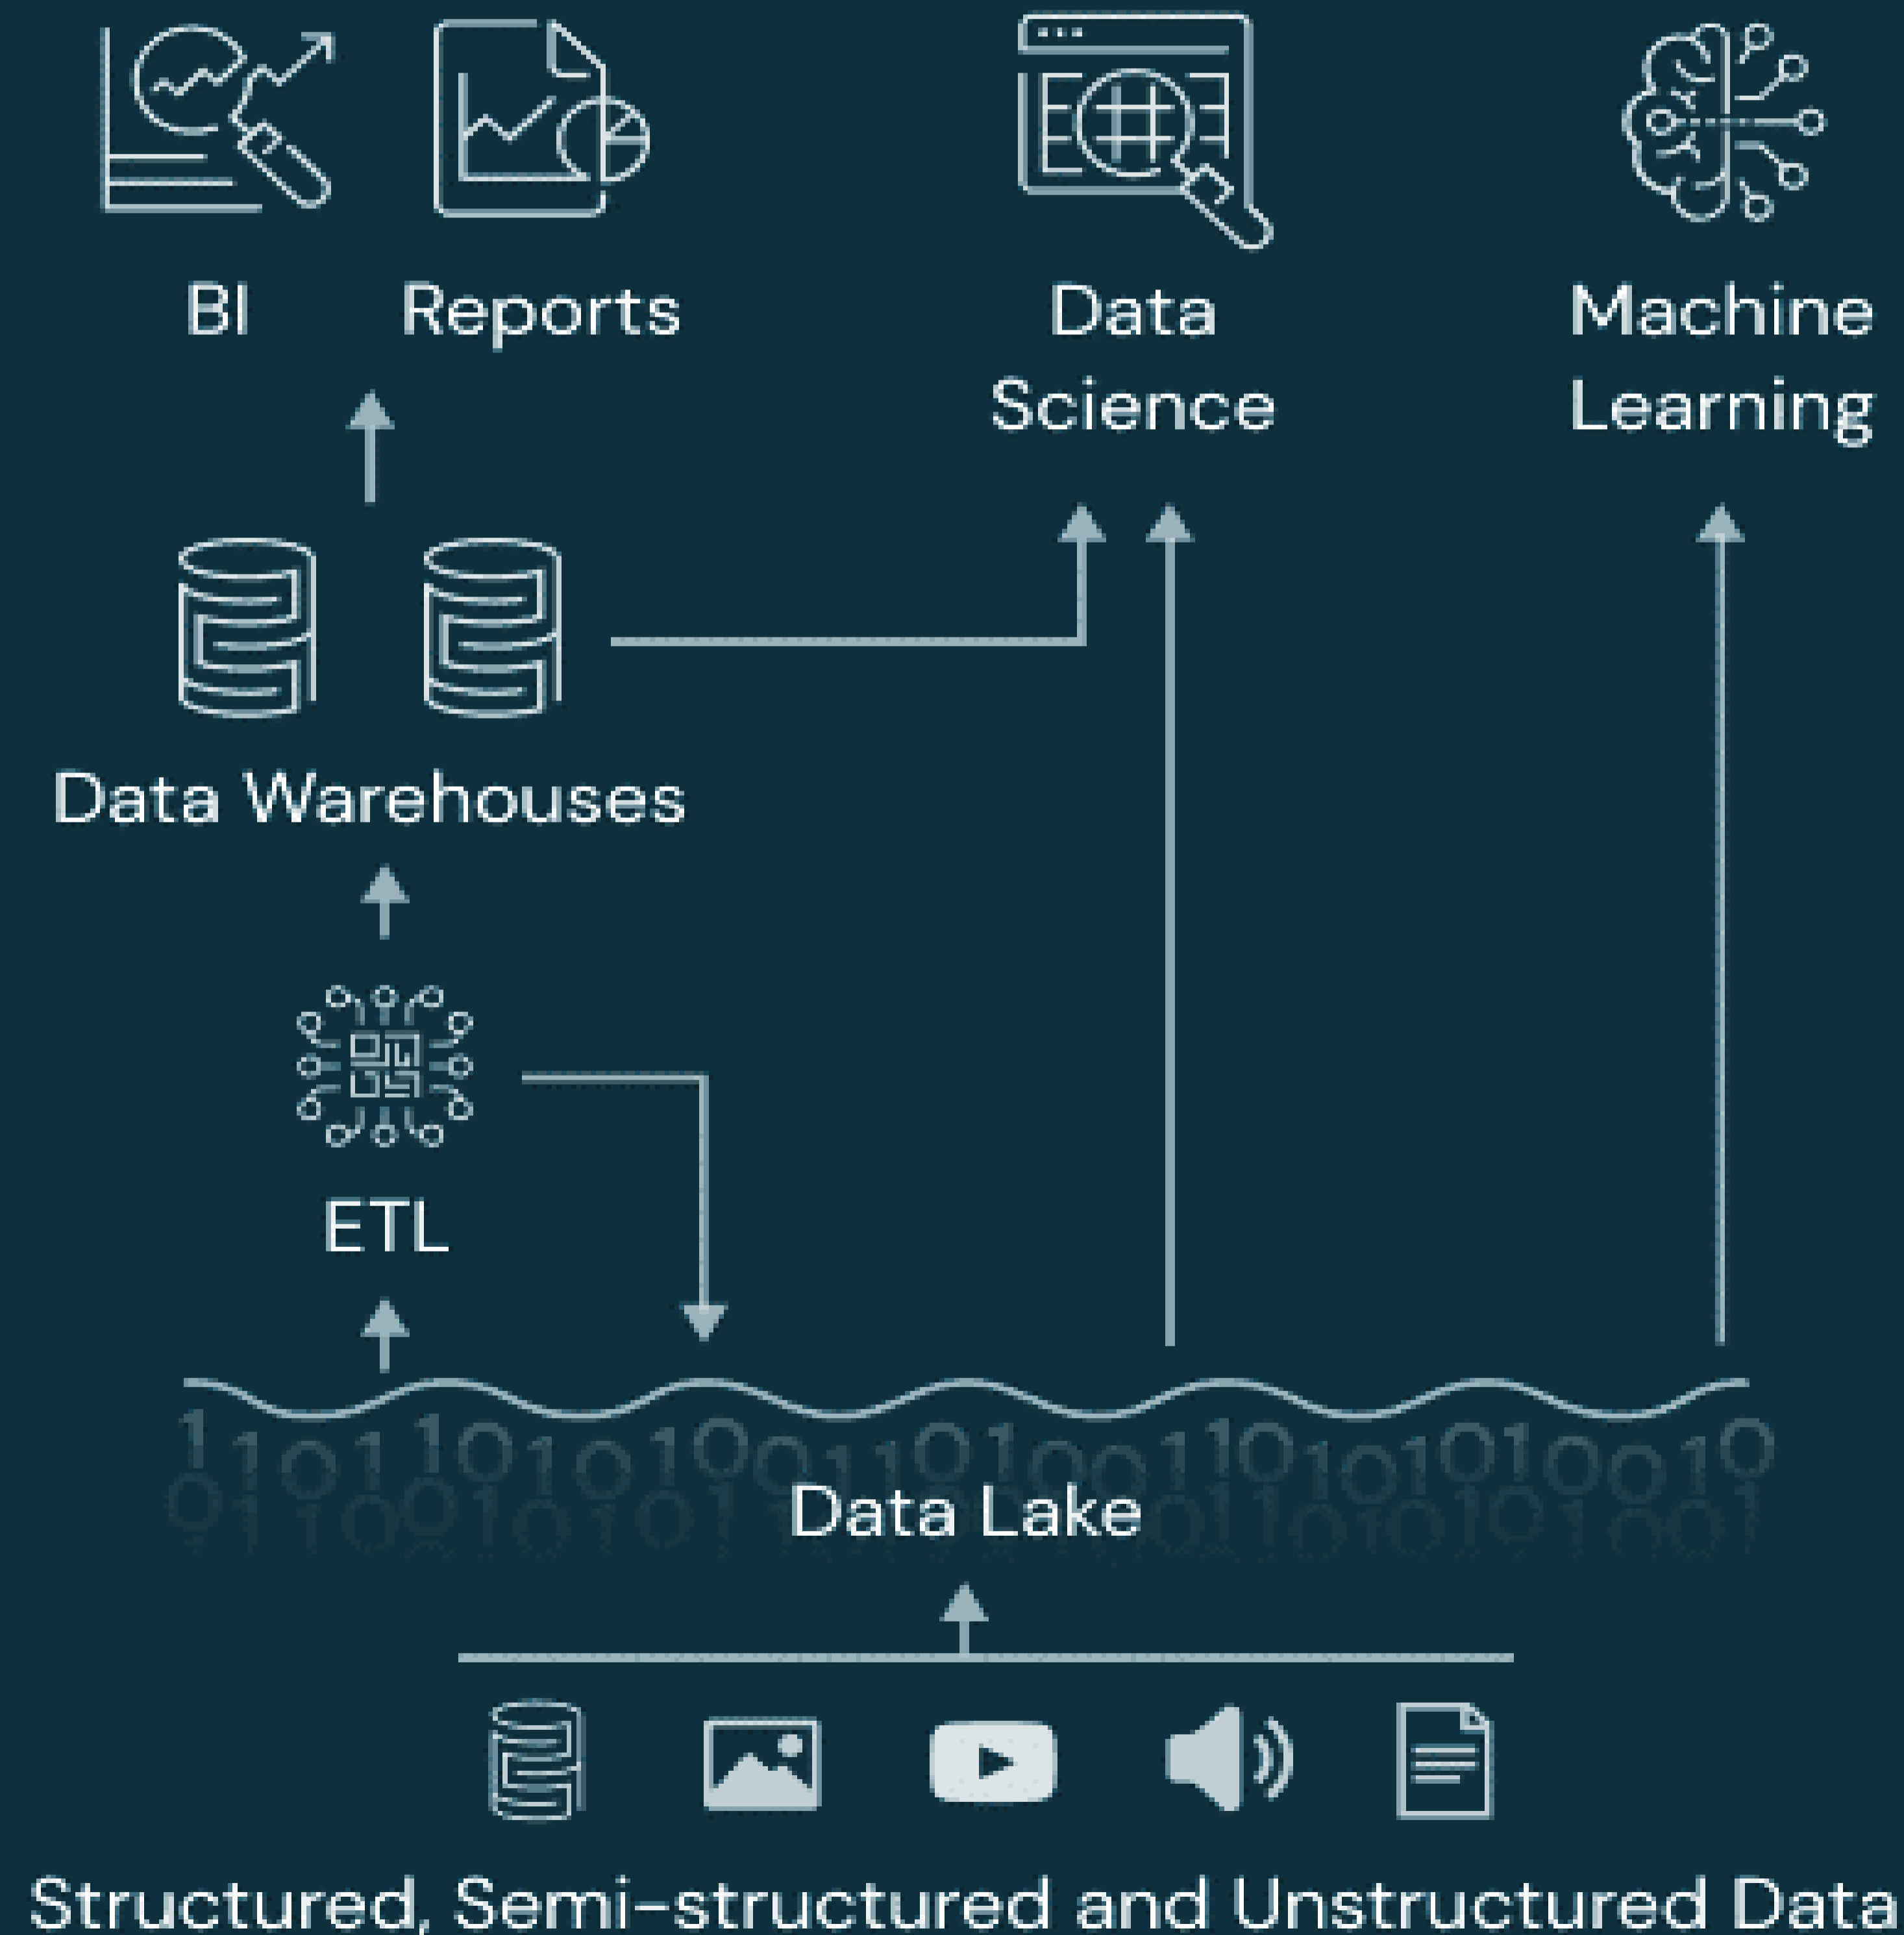 BI
Reports
Data
Science
Machine
Learning
Data Warehouses
ETL
Data Lake
Structured, Semi-structured and Unstructured Data